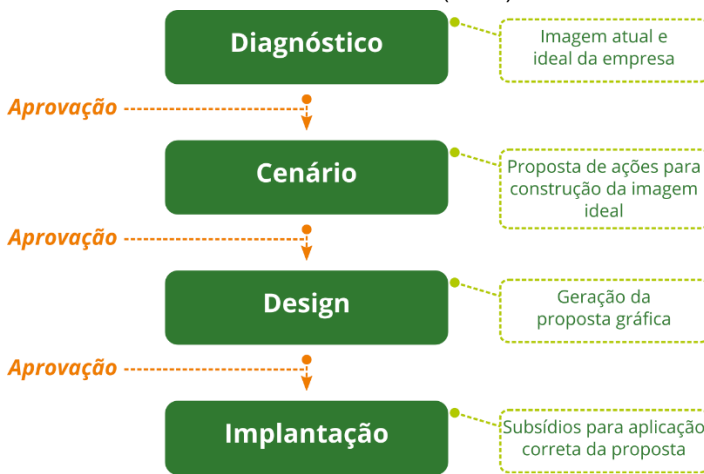 Diagnóstico
Imagem atual e
ideal da empresa
Aprovação
Cenário
Proposta de ações para
construção da imagem
ideal
Aprovação
Design
Geração da
proposta gráfica
Aprovação
Implantação
Subsídios para aplicação
correta da proposta